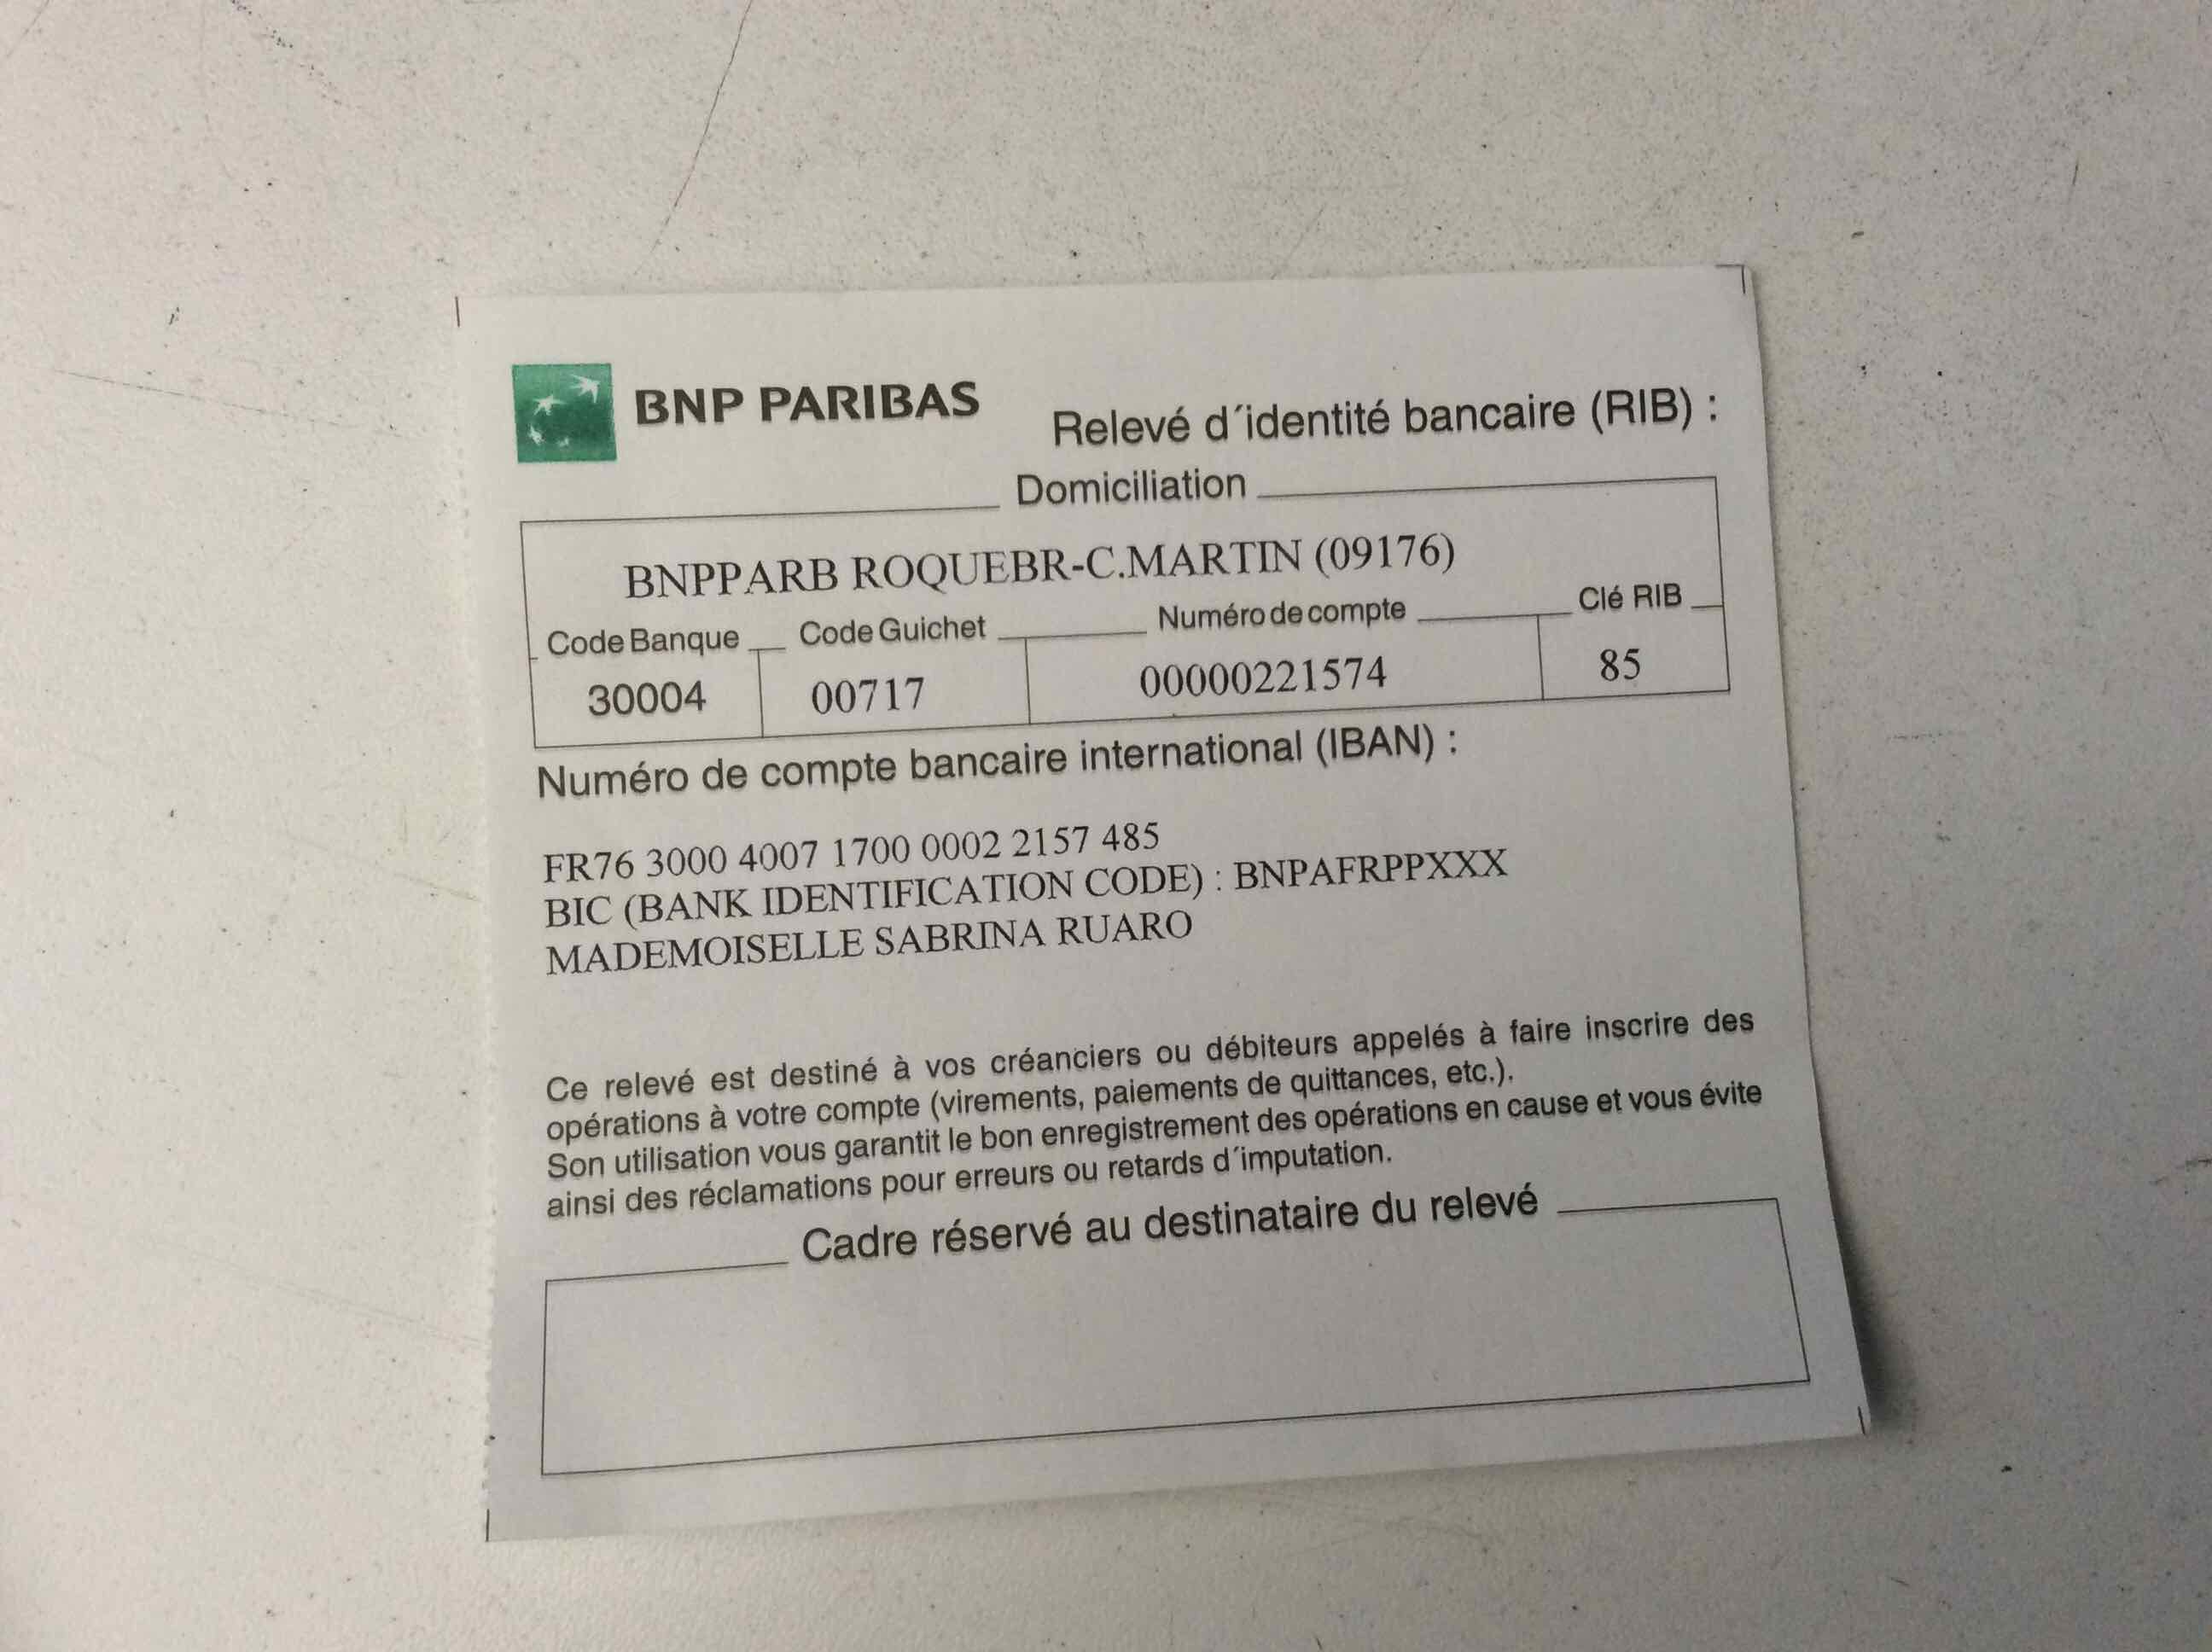 BNP PARIBAS
Relevé d´identité bancaire (RIB) :
Domiciliation
BNPPARB ROQUEBR-C.MARTIN (09176)
Code Banque Code Guichet Numéro de compte Clé RIB
30004 00717 00000221574 85
Numéro de compte bancaire international (IBAN) :
FR76 3000 4007 1700 0002 2157 485
BIC (BANK IDENTIFICATION CODE) : BNPAFRPPXXX
MADEMOISELLE SABRINA RUARO
Ce relevé est destiné à vos créanciers ou débiteurs appelés à faire inscrire des
opérations à votre compte (virements, paiements de quittances, etc.).
Son utilisation vous garantit le bon enregistrement des opérations en cause et vous évite
ainsi des réclamations pour erreurs ou retards d´imputation.
Cadre réservé au destinataire du relevé